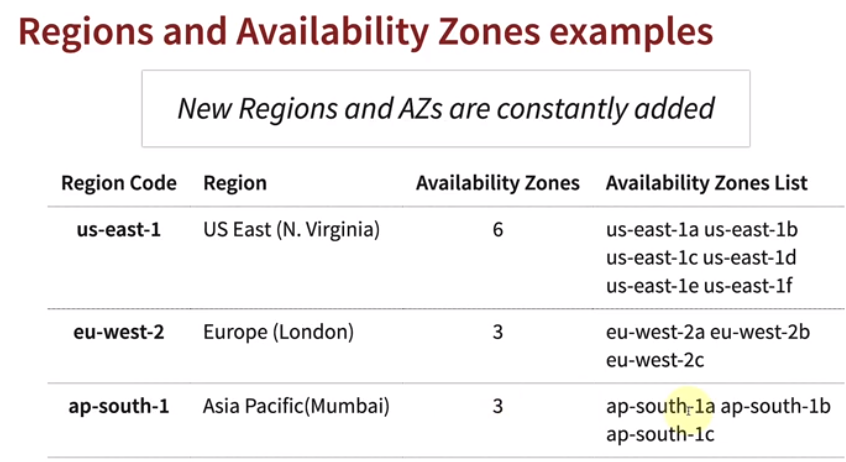 Regions and Availability Zones examples
New Regions and AZs are constantly added
Region Code Region Availability Zones Availability Zones List
us-east-1 US East (N. Virginia) 6 us-east-1a us-east-1b
us-east-1c us-east-1d
us-east-1e us-east-1f
eu-west-2 Europe (London) 3 eu-west-2a eu-west-2b
eu-west-2c
ap-south-1 Asia Pacific(Mumbai) 3 ap-south-1a ap-south-1b
ap-south-1c